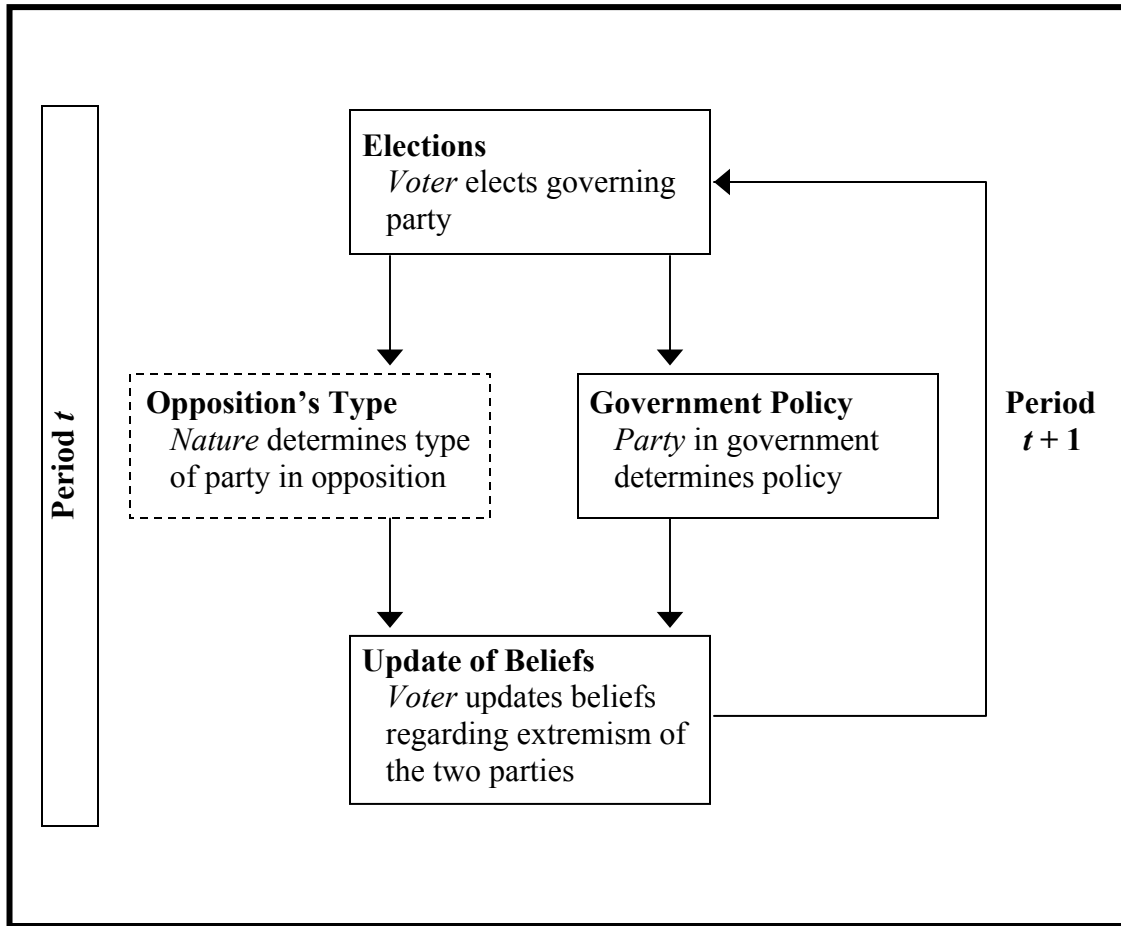 Elections
Voter elects governing
party
Period t
Opposition’s Type
Nature determines type
of party in opposition
Government Policy
Party in government
determines policy
Period
t + 1
Update of Beliefs
Voter updates beliefs
regarding extremism of
the two parties